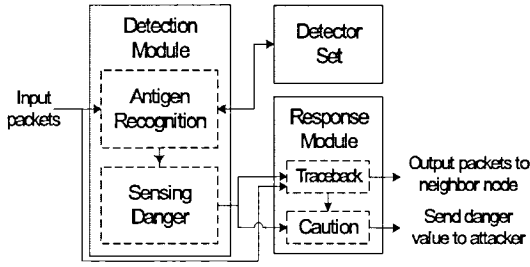 Detection
Module
Detector
Set
Input
packets
Antigen
Recognition
Response
Module
Sensing
Danger
Traceback
Output packets to
neighbor node
Caution
Send danger
value to attacker